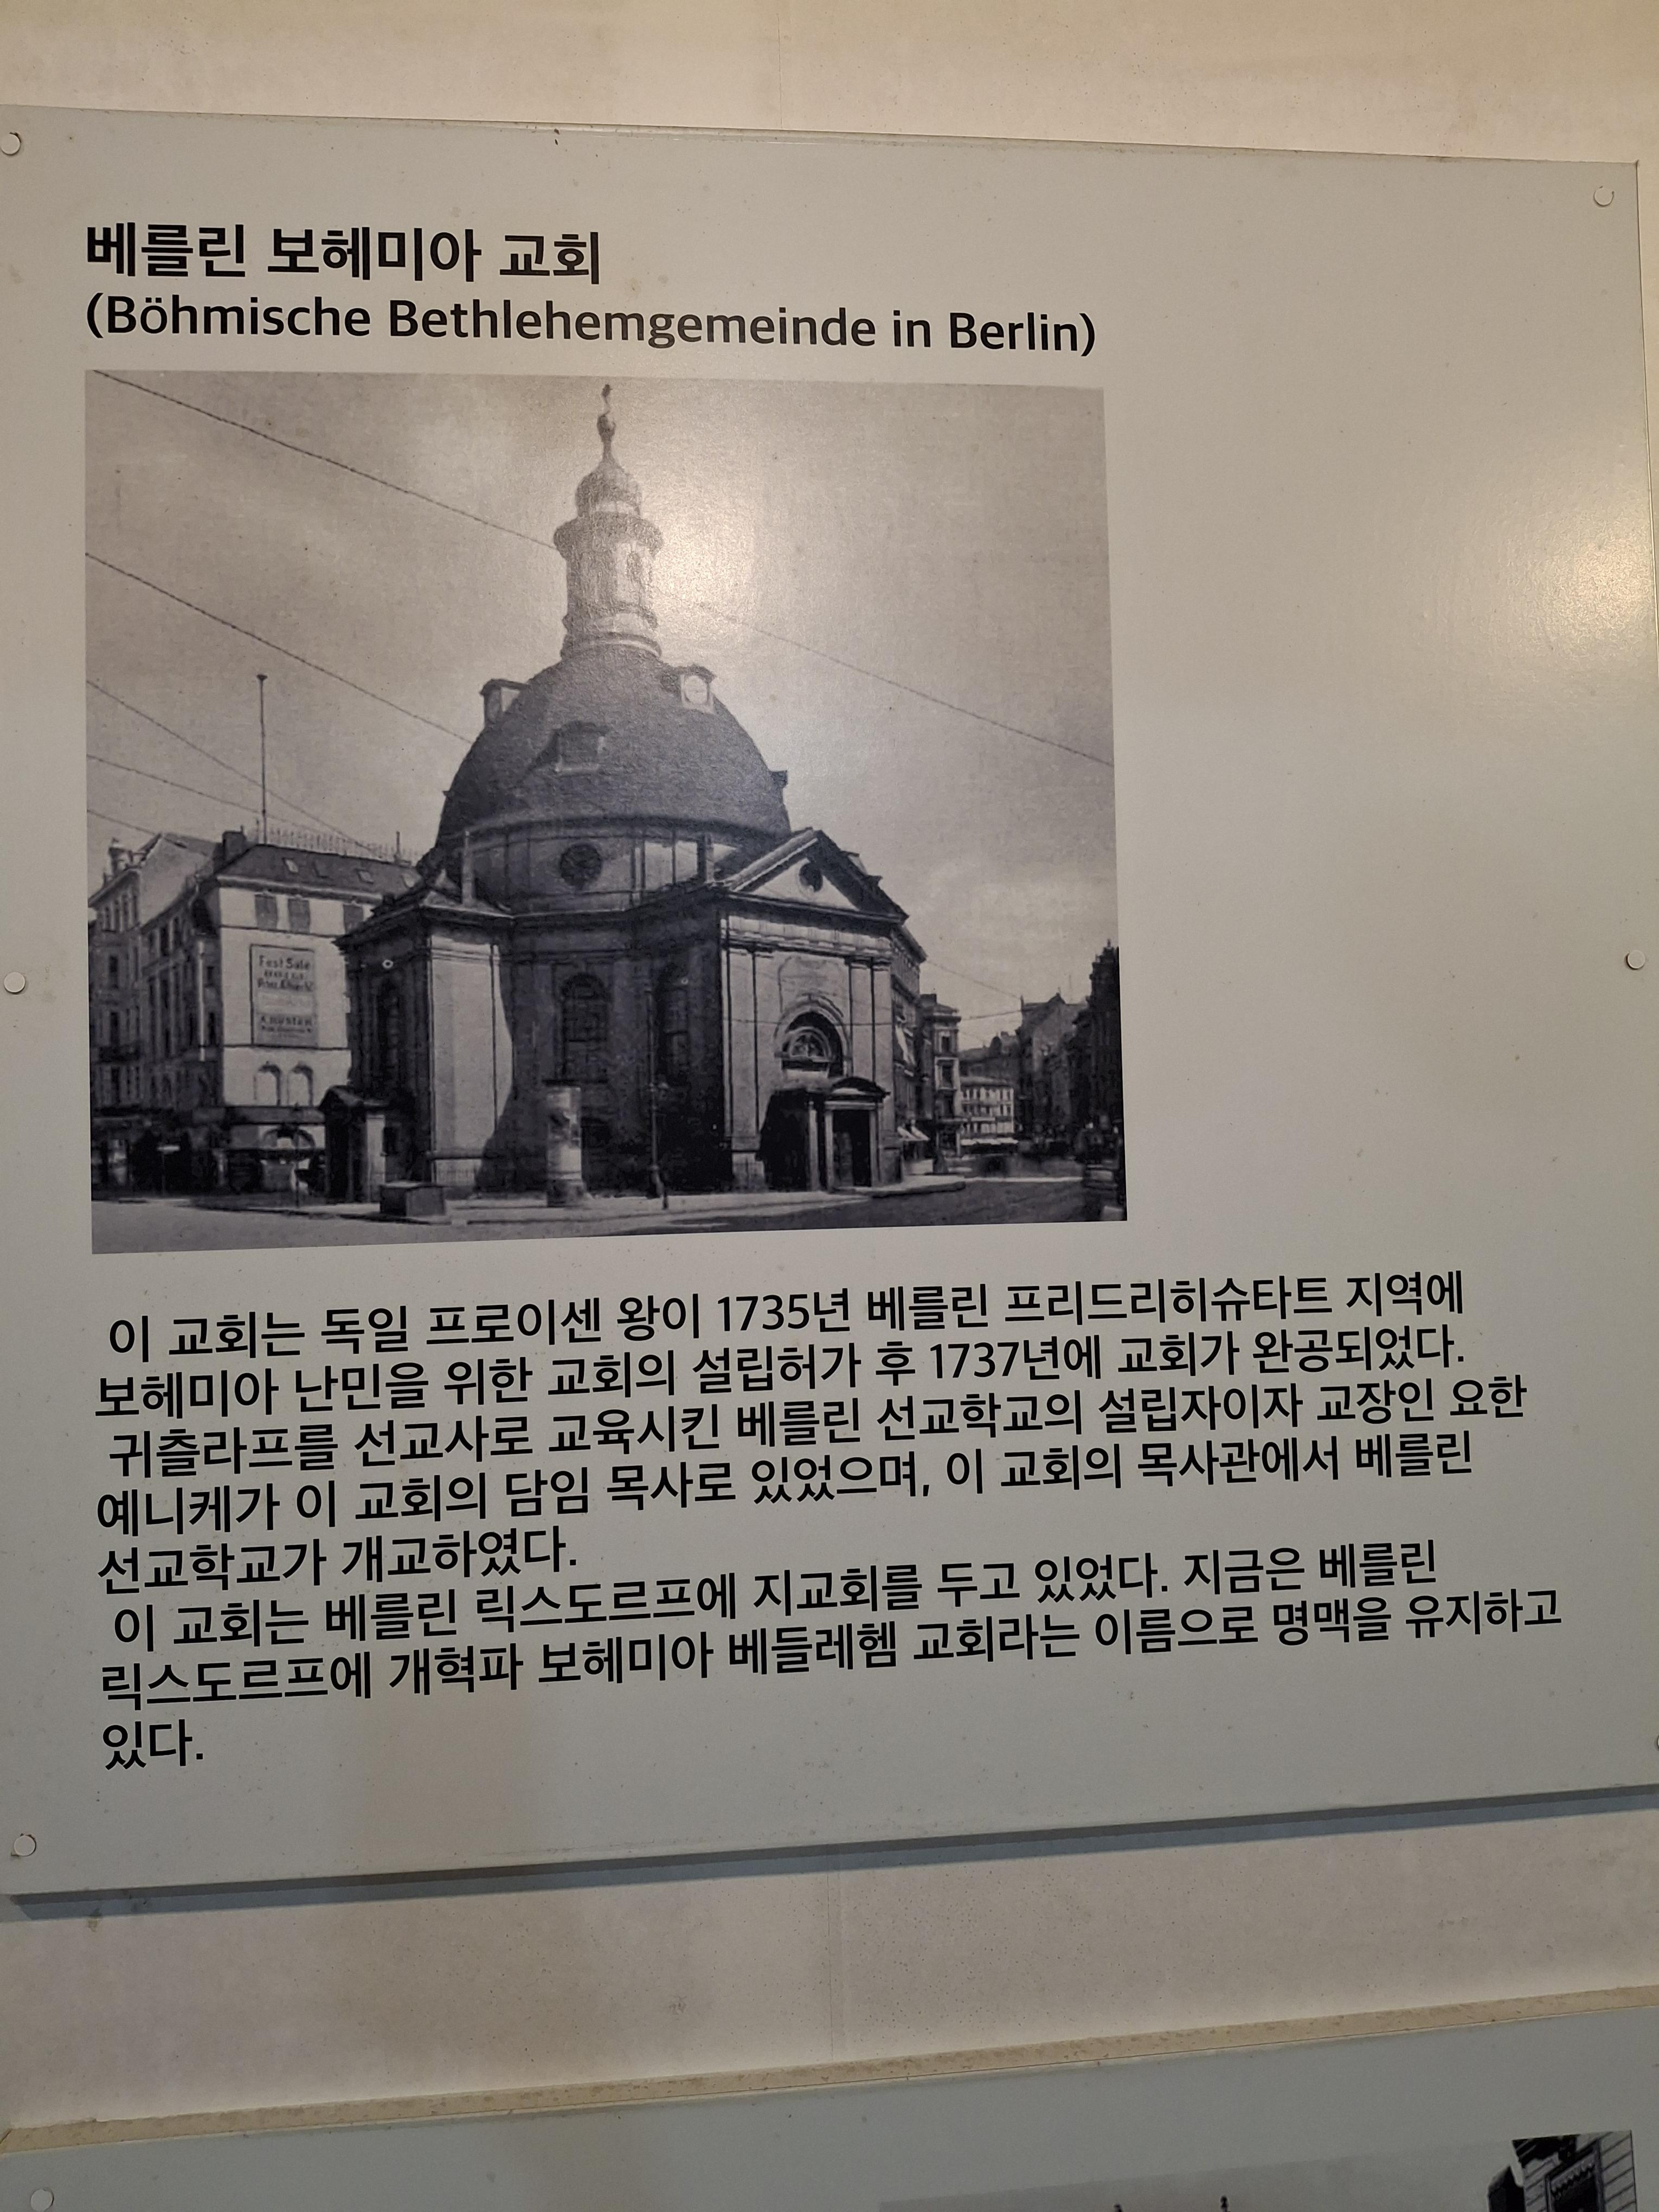 베를린 보헤미아 교회
(Böhmische Bethlehemgemeinde in Berlin)
Fest Säle
이 교회는 독일 프로이센 왕이 1735년 베를린 프리드리히슈타트 지역에
보헤미아 난민을 위한 교회의 설립허가 후 1737년에 교회가 완공되었다.
귀츨라프를 선교사로 교육시킨 베를린 선교학교의 설립자이자 교장인 요한
예니케가 이 교회의 담임 목사로 있었으며, 이 교회의 목사관에서 베를린
선교학교가 개교하였다.
이 교회는 베를린 릭스도르프에 지교회를 두고 있었다. 지금은 베를린
릭스도르프에 개혁파 보헤미아 베들레헴 교회라는 이름으로 명맥을 유지하고
있다.